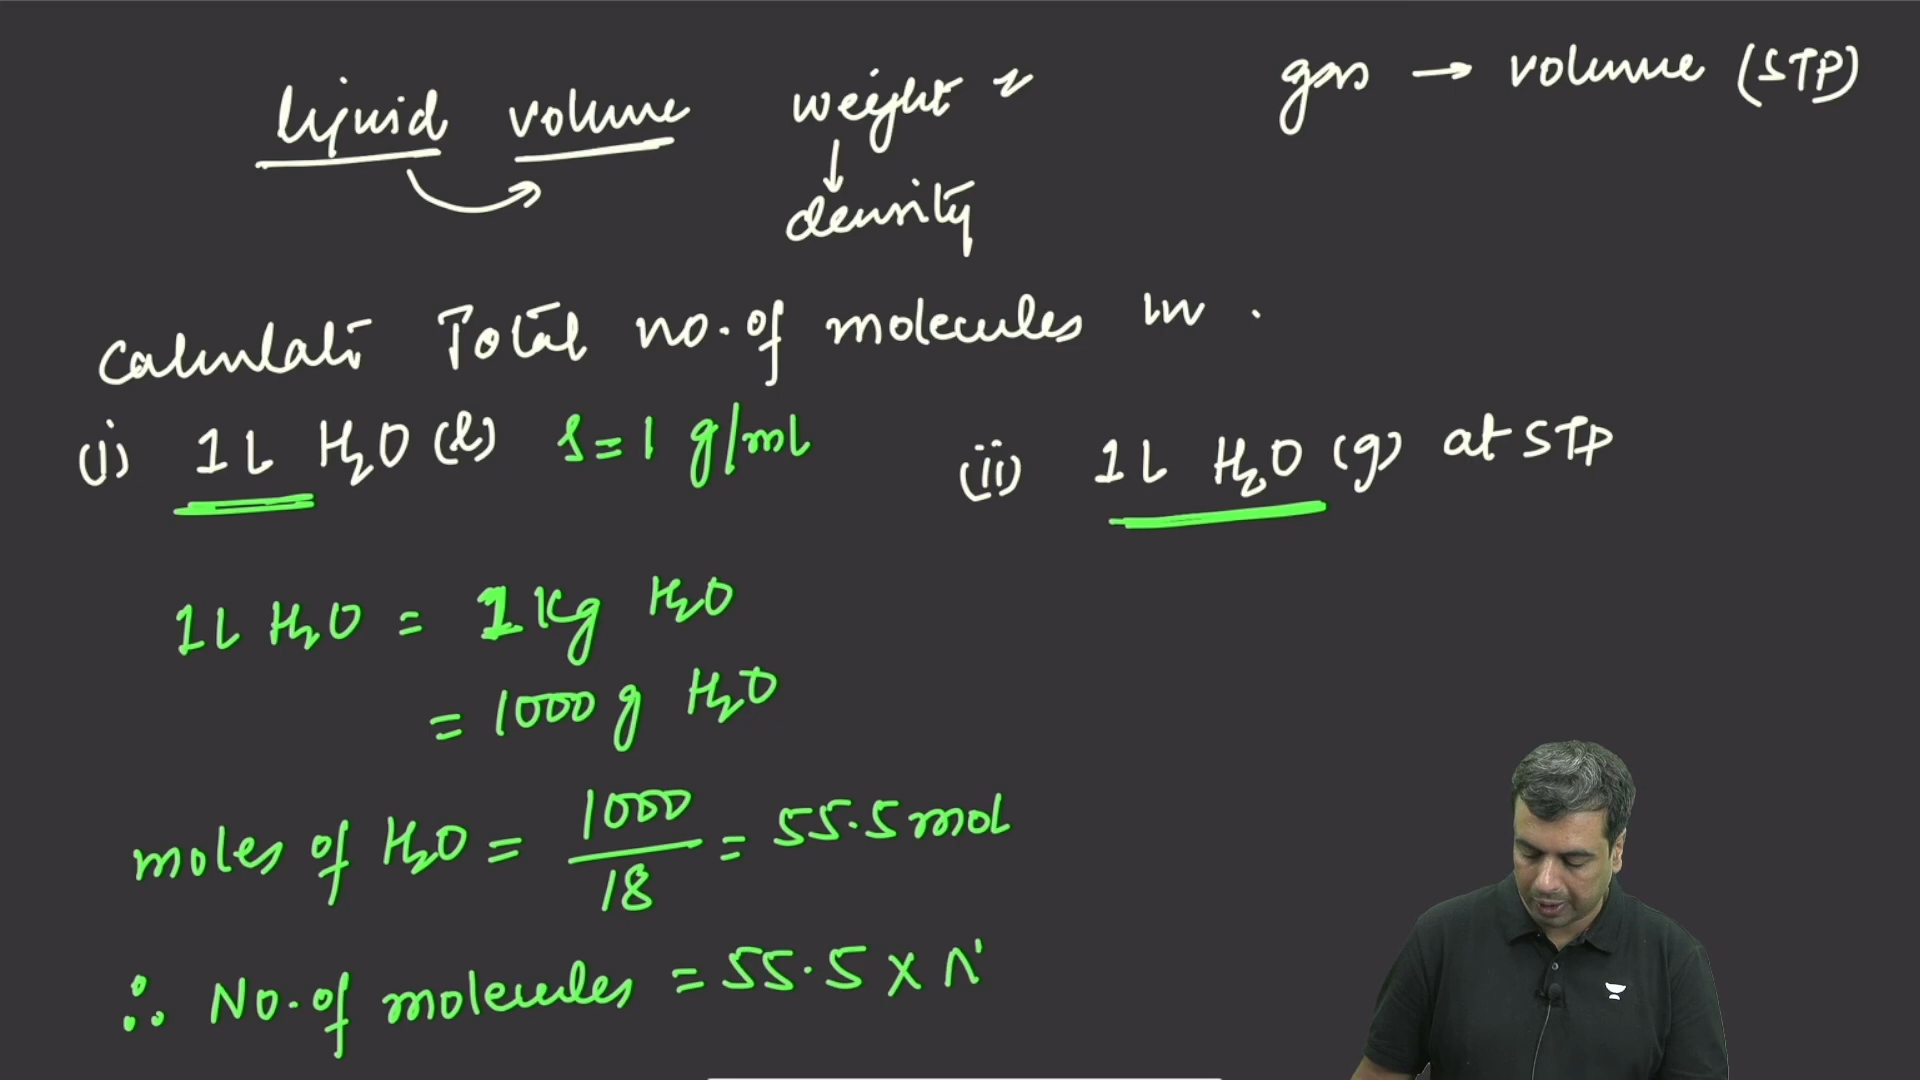 liquid volume weight
gas → volume (STP)
↓
density
Calculate Total no. of molecules in .
(i) 1L H₂O (l) s=1 g/ml
(ii) 1L H₂O (g) at STP
1L H₂O = 1 Kg H₂O
= 1000 g H₂O
moles of H₂O = 1000/18 = 55.5 mol
∴ No. of molecules = 55.5 x